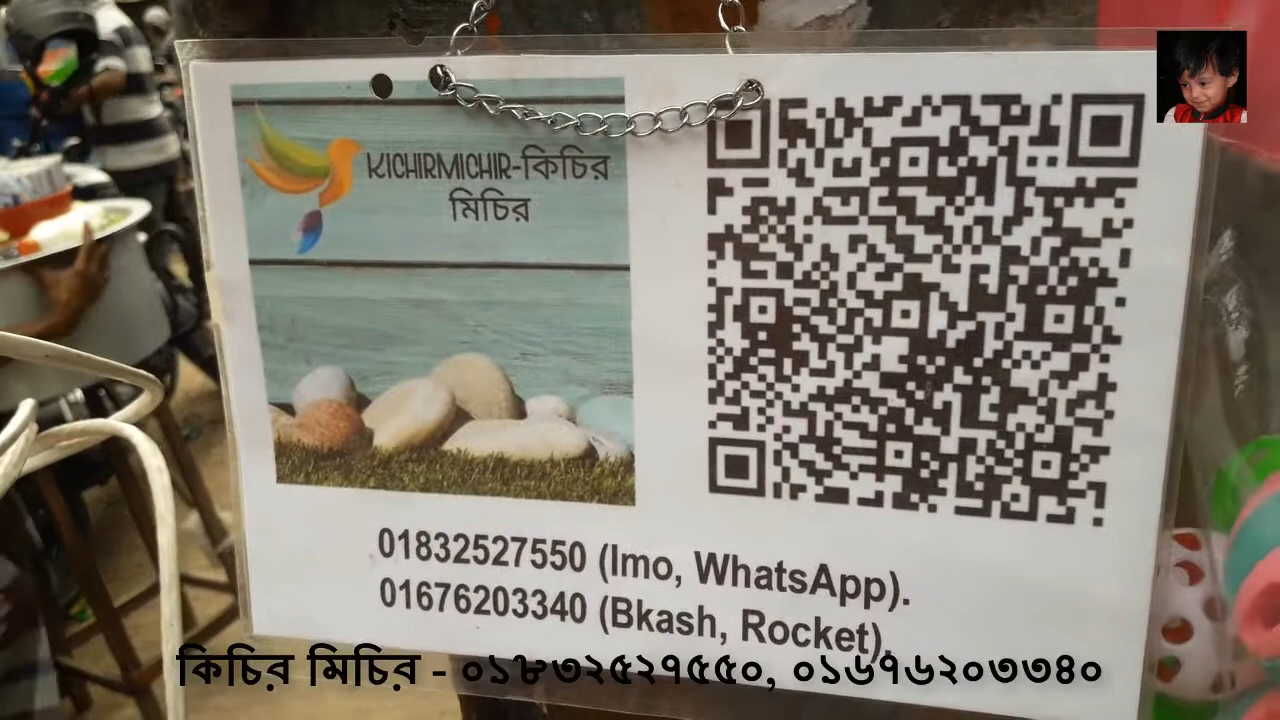 KICHIRMICHIR-কিচির
মিচির
01832527550 (Imo, WhatsApp).
01676203340 (Bkash, Rocket).
কিচির মিচির - ০১৮৩২৫২৭৫৫০, ০১৬৭৬২০৩৩৪০